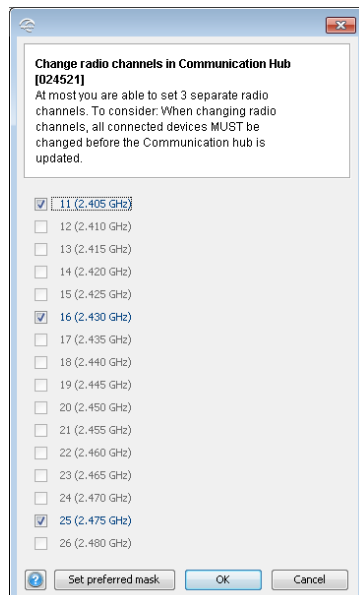 Change radio channels in Communication Hub
[024521]
At most you are able to set 3 separate radio
channels. To consider: When changing radio
channels, all connected devices MUST be
changed before the Communication hub is
updated.
11 (2.405 GHz)
12 (2.410 GHz)
13 (2.415 GHz)
14 (2.420 GHz)
15 (2.425 GHz)
16 (2.430 GHz)
17 (2.435 GHz)
18 (2.440 GHz)
19 (2.445 GHz)
20 (2.450 GHz)
21 (2.455 GHz)
22 (2.460 GHz)
23 (2.465 GHz)
24 (2.470 GHz)
25 (2.475 GHz)
26 (2.480 GHz)
? Set preferred mask OK Cancel